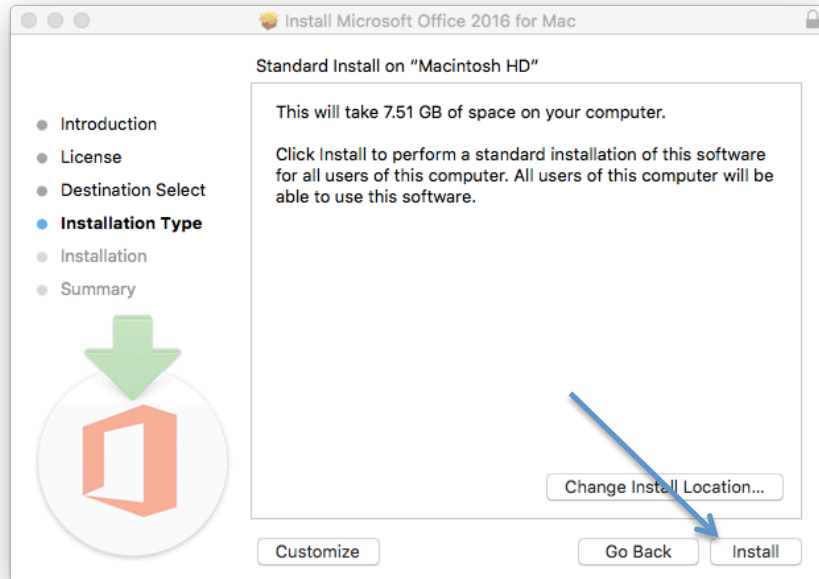 Install Microsoft Office 2016 for Mac
Standard Install on “Macintosh HD”
Introduction
License
Destination Select
Installation Type
Installation
Summary
This will take 7.51 GB of space on your computer.
Click Install to perform a standard installation of this software
for all users of this computer. All users of this computer will be
able to use this software.
Change Install Location...
Customize
Go Back
Install